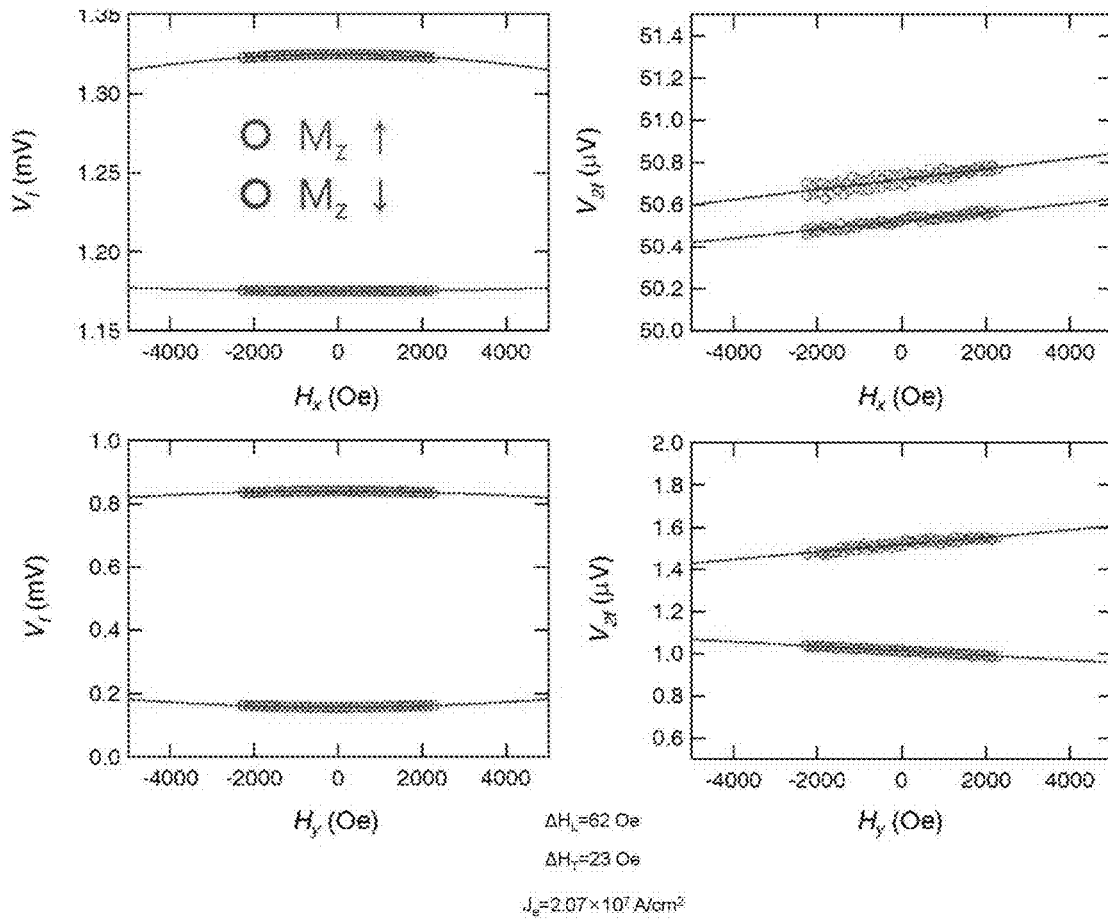 1.35
1.30
1.25
1.20
1.15
V_f (mV)
M_z ↑
M_z ↓
-4000 -2000 0 2000 4000
H_x (Oe)
51.4
51.2
51.0
50.8
50.6
50.4
50.2
50.0
V_2f (μV)
-4000 -2000 0 2000 4000
H_x (Oe)
1.0
0.8
0.6
0.4
0.2
0.0
V_f (mV)
-4000 -2000 0 2000 4000
H_y (Oe)
2.0
1.8
1.6
1.4
1.2
1.0
0.8
0.6
V_2f (μV)
-4000 -2000 0 2000 4000
H_y (Oe)
ΔH_L=62 Oe
ΔH_T=23 Oe
J_e=2.07×10⁷ A/cm²